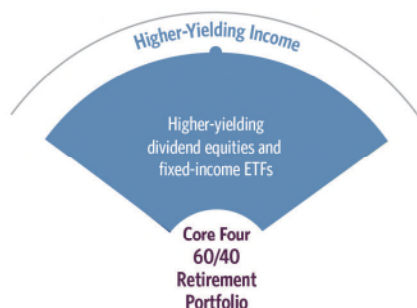 Higher-Yielding Income
Higher-yielding
dividend equities and
fixed-income ETFs
Core Four
60/40
Retirement
Portfolio